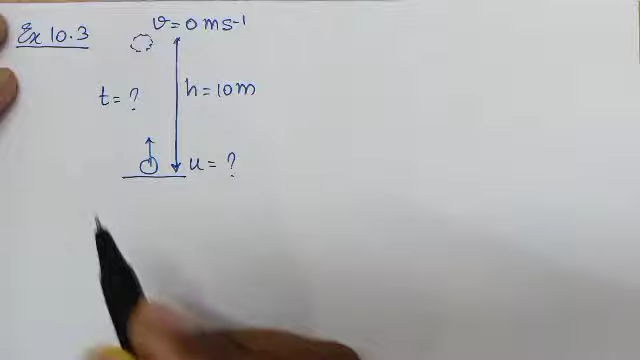 Ex 10.3
v = 0 ms⁻¹
t = ?
h = 10m
u = ?